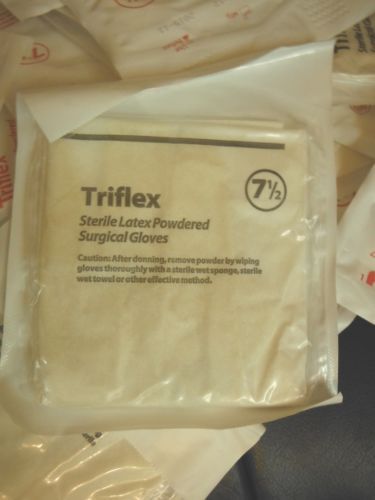 Triflex
7½
Sterile Latex Powdered
Surgical Gloves
Caution: After donning, remove powder by wiping
gloves thoroughly with a sterile wet sponge, sterile
wet towel or other effective method.
Triflex